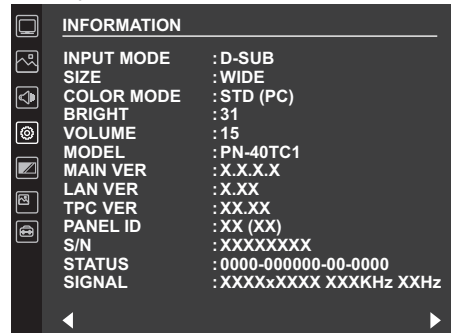 INFORMATION
INPUT MODE : D-SUB
SIZE : WIDE
COLOR MODE : STD (PC)
BRIGHT : 31
VOLUME : 15
MODEL : PN-40TC1
MAIN VER : X.X.X.X
LAN VER : X.XX
TPC VER : XX.XX
PANEL ID : XX (XX)
S/N : XXXXXXXX
STATUS : 0000-000000-00-0000
SIGNAL : XXXXxXXXX XXXKHz XXHz